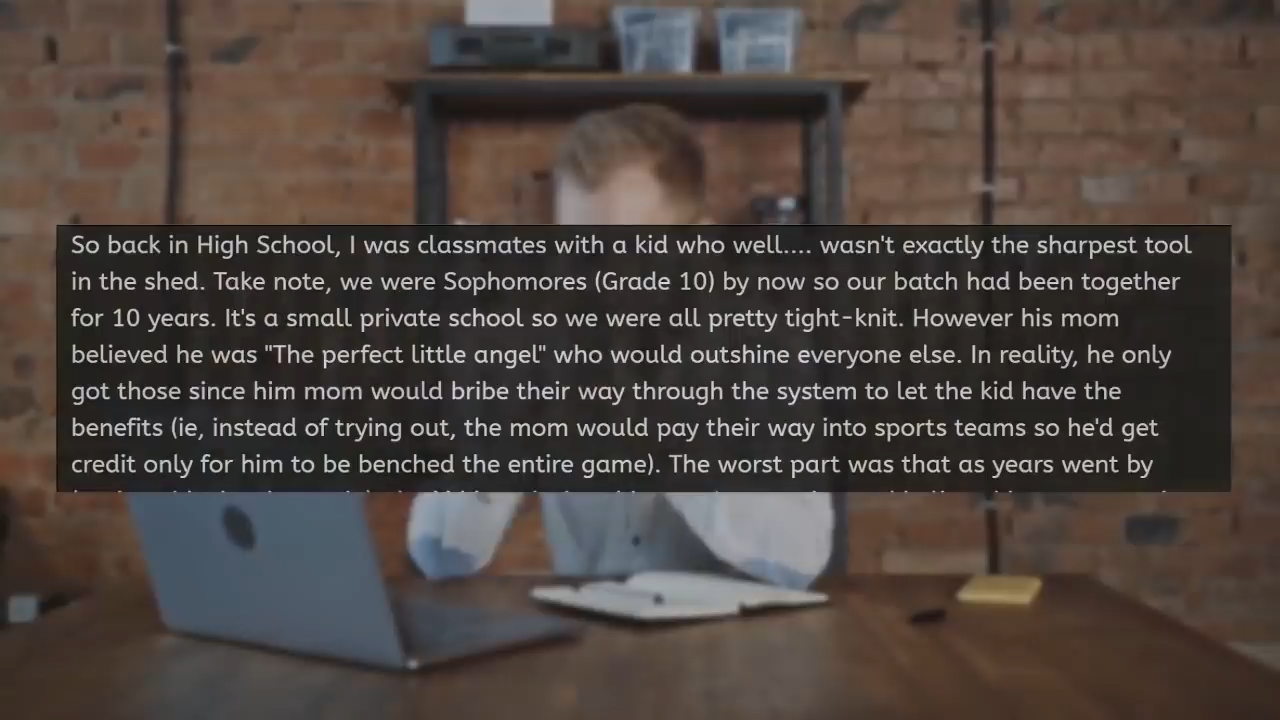 So back in High School, I was classmates with a kid who well.... wasn't exactly the sharpest tool
in the shed. Take note, we were Sophomores (Grade 10) by now so our batch had been together
for 10 years. It's a small private school so we were all pretty tight-knit. However his mom
believed he was "The perfect little angel" who would outshine everyone else. In reality, he only
got those since him mom would bribe their way through the system to let the kid have the
benefits (ie, instead of trying out, the mom would pay their way into sports teams so he'd get
credit only for him to be benched the entire game). The worst part was that as years went by